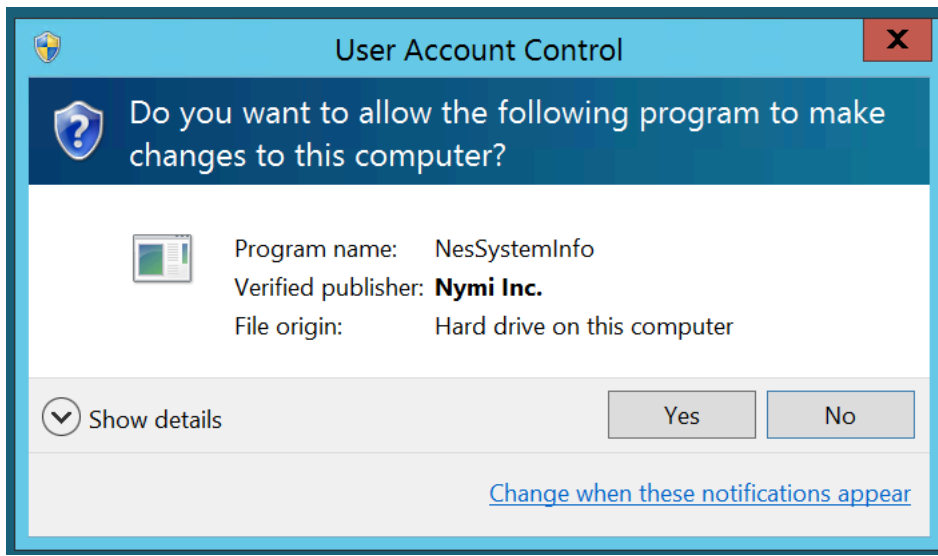 User Account Control
X
Do you want to allow the following program to make
changes to this computer?
Program name: NesSystemInfo
Verified publisher: Nymi Inc.
File origin: Hard drive on this computer
Show details
Yes
No
Change when these notifications appear